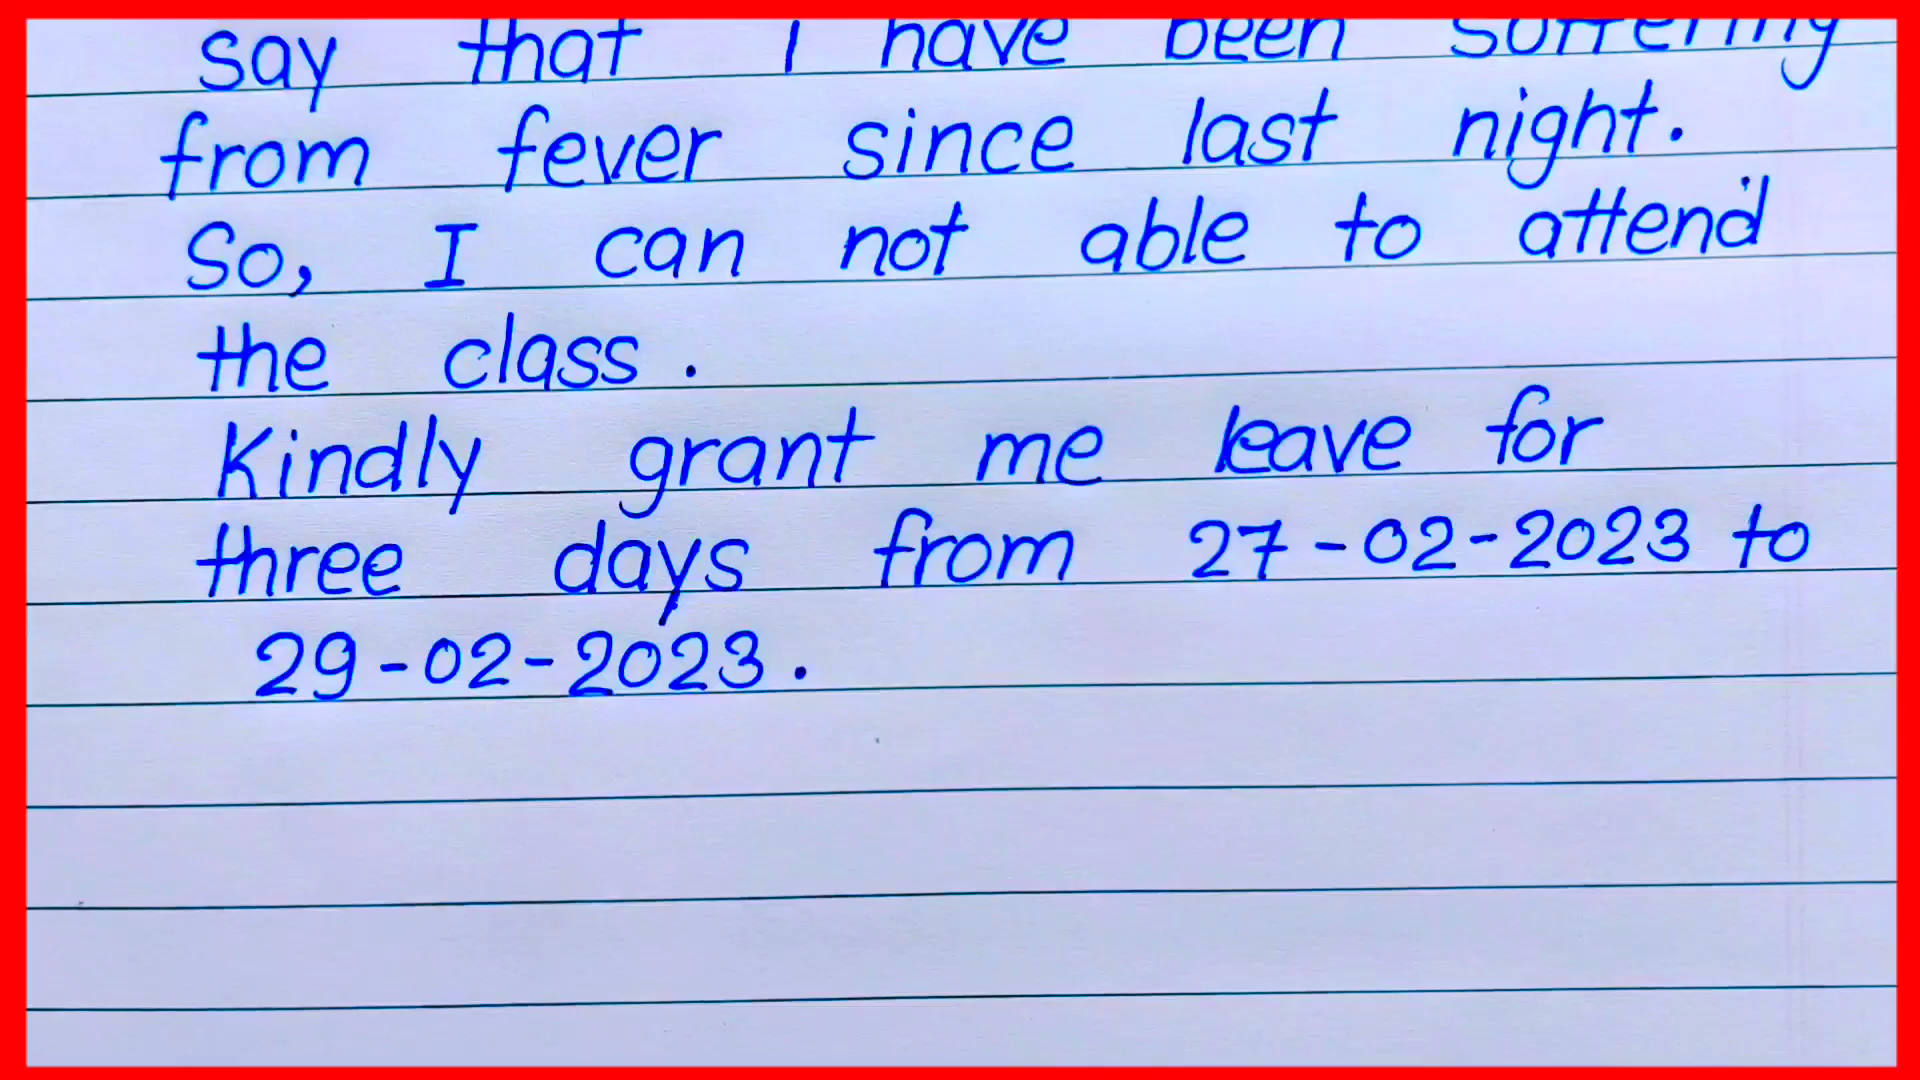 say that I have been suffering
from fever since last night.
So, I can not able to attend
the class.
Kindly grant me leave for
three days from 27-02-2023 to
29-02-2023.